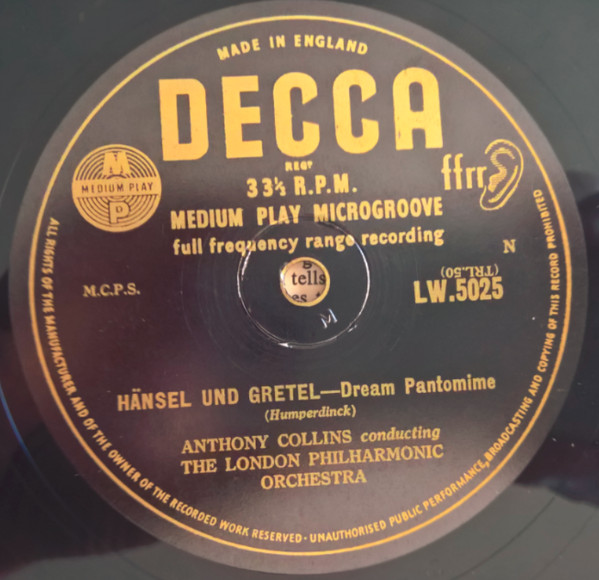 MADE IN ENGLAND
DECCA
REGD
33⅓ R.P.M.
ffrr
M
MEDIUM PLAY
P
MEDIUM PLAY MICROGROOVE
full frequency range recording
N
(TRL.50)
M.C.P.S.
LW.5025
tells
M
HÄNSEL UND GRETEL—Dream Pantomime
(Humperdinck)
ANTHONY COLLINS conducting
THE LONDON PHILHARMONIC
ORCHESTRA
ALL RIGHTS OF THE MANUFACTURER AND OF THE OWNER OF THE RECORDED WORK RESERVED · UNAUTHORISED PUBLIC PERFORMANCE, BROADCASTING AND COPYING OF THIS RECORD PROHIBITED